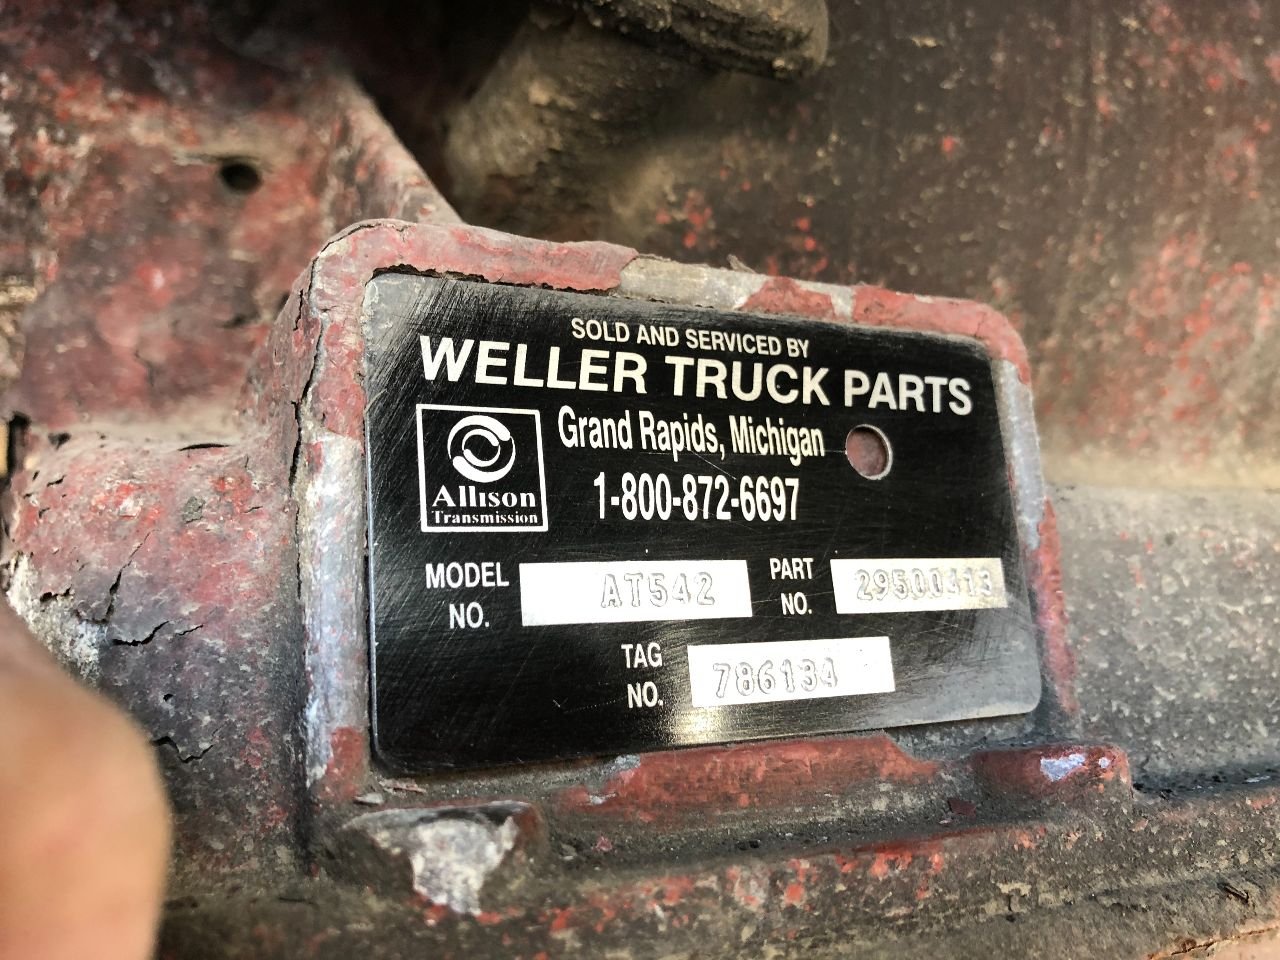 SOLD AND SERVICED BY
WELLER TRUCK PARTS
Grand Rapids, Michigan
1-800-872-6697
Allison
Transmission
MODEL NO. AT542
PART NO. 29500413
TAG NO. 786134